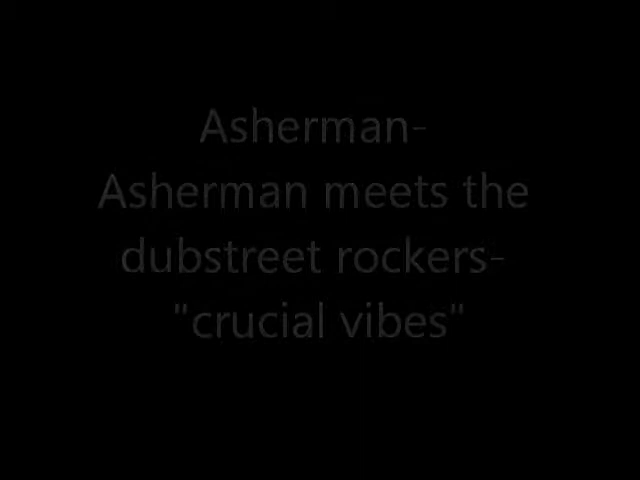 Asherman-
Asherman meets the
dubstreet rockers-
"crucial vibes"